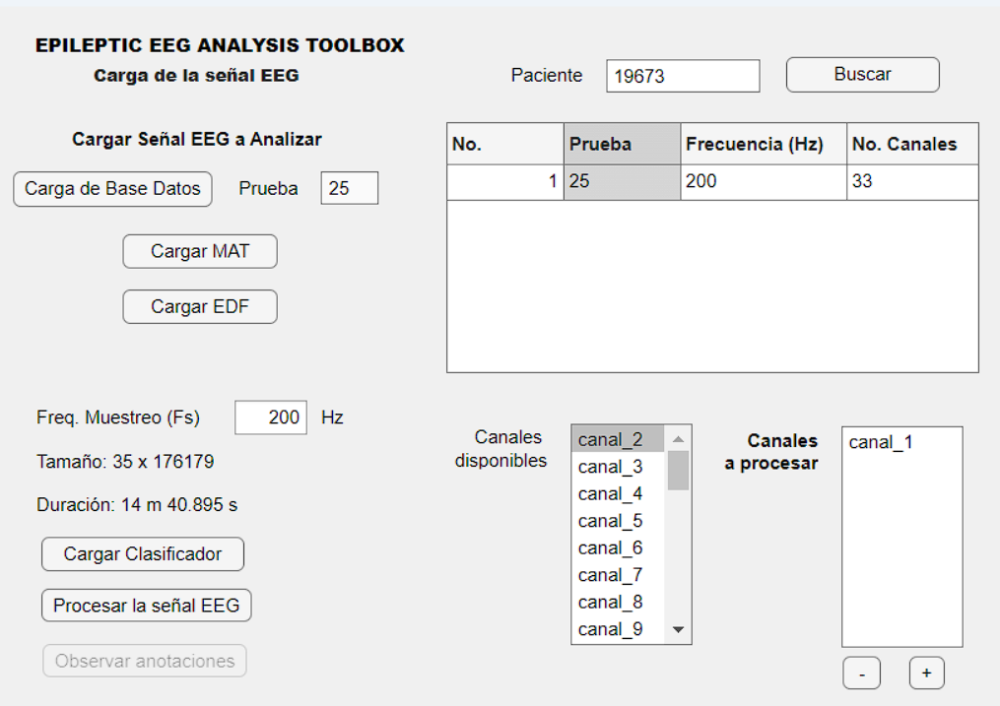 EPILEPTIC EEG ANALYSIS TOOLBOX
Carga de la señal EEG
Paciente 19673 Buscar
Cargar Señal EEG a Analizar
Carga de Base Datos Prueba 25
Cargar MAT
Cargar EDF
No. Prueba Frecuencia (Hz) No. Canales
1 25 200 33
Freq. Muestreo (Fs) 200 Hz
Tamaño: 35 x 176179
Duración: 14 m 40.895 s
Cargar Clasificador
Procesar la señal EEG
Observar anotaciones
Canales
disponibles
canal_2
canal_3
canal_4
canal_5
canal_6
canal_7
canal_8
canal_9
Canales
a procesar
canal_1
- +